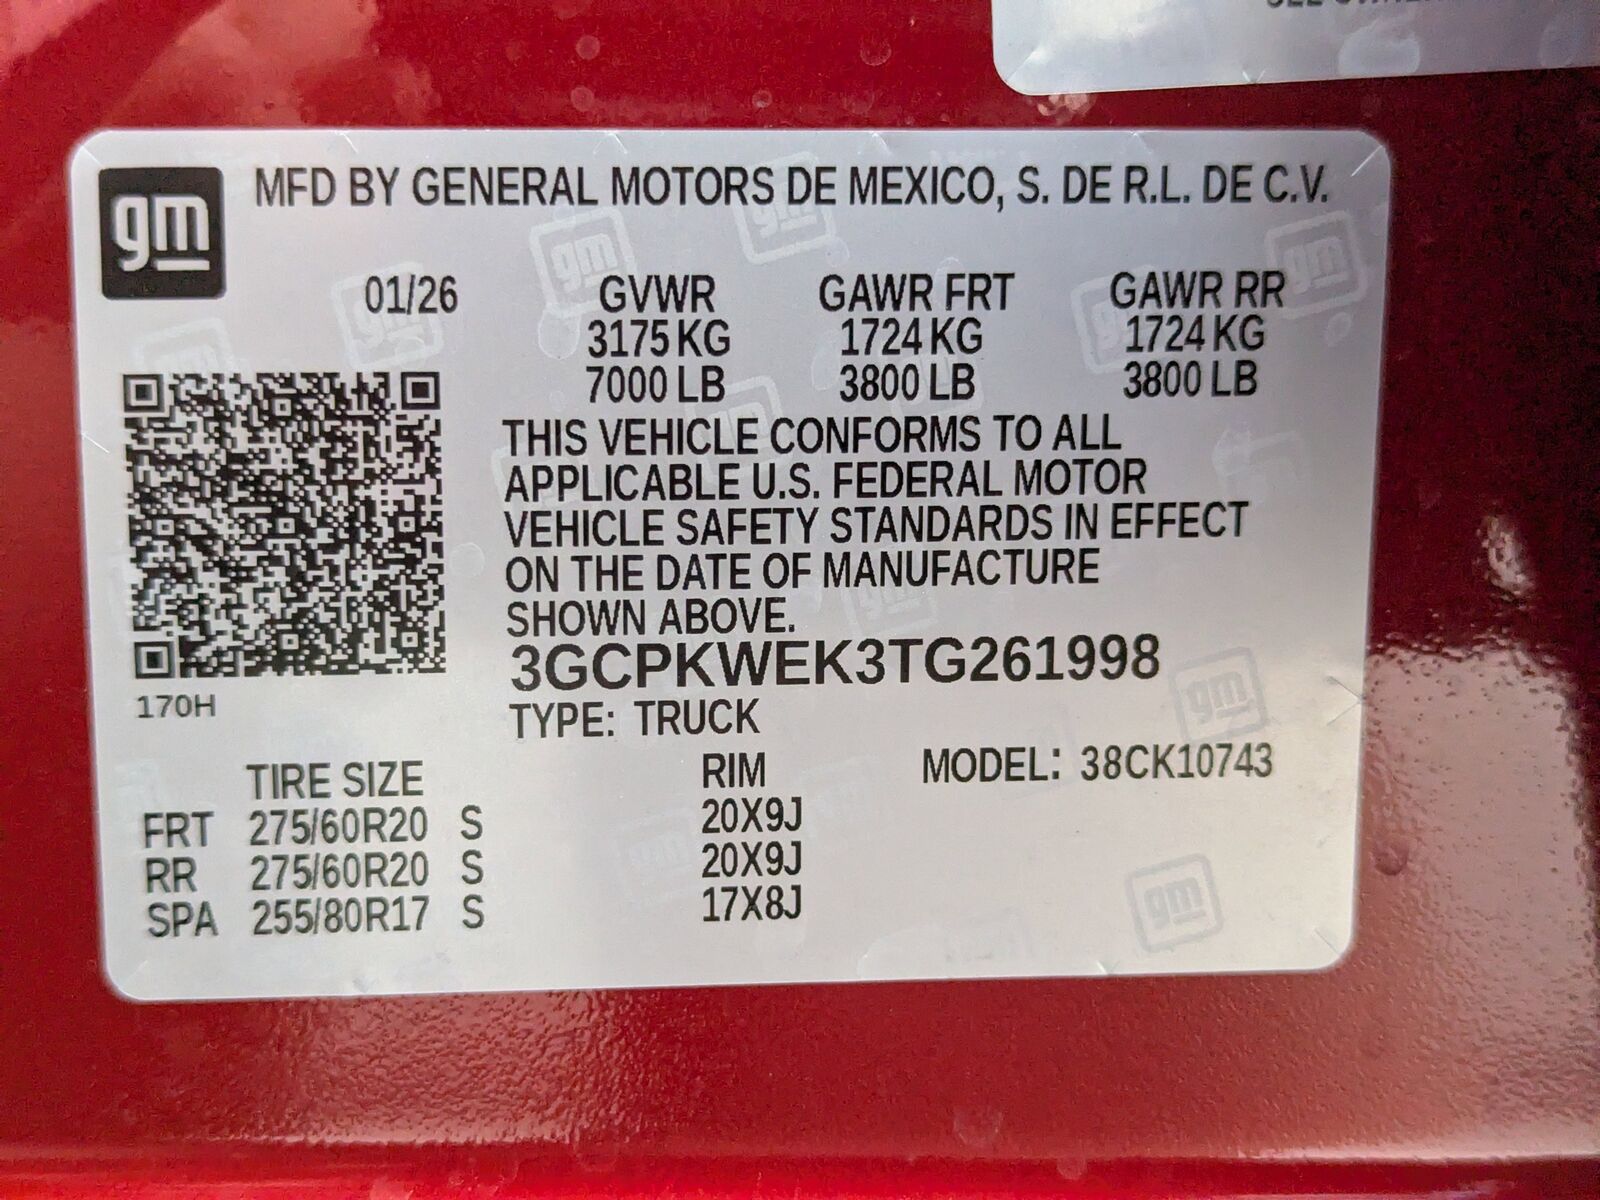 gm MFD BY GENERAL MOTORS DE MEXICO, S. DE R.L. DE C.V.
01/26 GVWR GAWR FRT GAWR RR
3175 KG 1724 KG 1724 KG
7000 LB 3800 LB 3800 LB
THIS VEHICLE CONFORMS TO ALL
APPLICABLE U.S. FEDERAL MOTOR
VEHICLE SAFETY STANDARDS IN EFFECT
ON THE DATE OF MANUFACTURE
SHOWN ABOVE.
3GCPKWEK3TG261998
170H
TYPE: TRUCK
TIRE SIZE RIM MODEL: 38CK10743
FRT 275/60R20 S 20X9J
RR 275/60R20 S 20X9J
SPA 255/80R17 S 17X8J